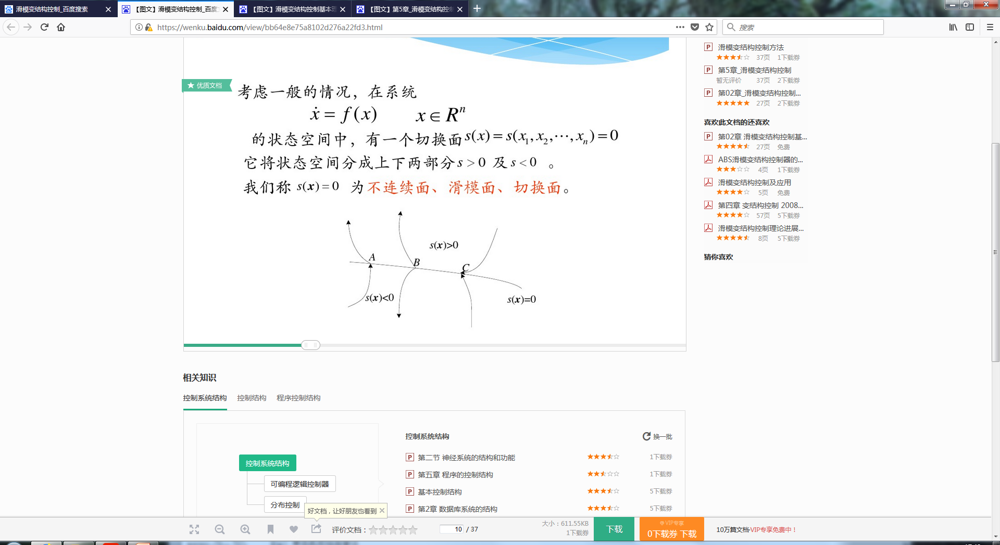 滑模变结构控制_百度搜索
【图文】滑模变结构控制_百度
【图文】滑模变结构控制基本理
【图文】第5章_滑模变结构控制
https://wenku.baidu.com/view/bb64e8e75a8102d276a22fd3.html
搜索
优质文档
考虑一般的情况，在系统
ẋ = f(x) x ∈ Rⁿ
的状态空间中，有一个切换面 s(x) = s(x₁, x₂, ⋯, xₙ) = 0
它将状态空间分成上下两部分 s > 0 及 s < 0 。
我们称 s(x) = 0 为不连续面、滑模面、切换面。
s(x)>0
A
B
C
s(x)<0
s(x)=0
滑模变结构控制方法
37页 1下载券
第5章_滑模变结构控制
暂无评价 37页 2下载券
第02章_滑模变结构控制...
27页 2下载券
喜欢此文档的还喜欢
第02章 滑模变结构控制基...
27页 免费
ABS滑模变结构控制器的...
4页 1下载券
滑模变结构控制及应用
5页 免费
第四章 变结构控制 2008...
57页 5下载券
滑模变结构控制理论进展...
8页 5下载券
猜你喜欢
相关知识
控制系统结构 控制结构 程序控制结构
控制系统结构
可编程逻辑控制器
分布控制
控制系统结构 换一批
第二节 神经系统的结构和功能 1下载券
第五章 程序的控制结构 1下载券
基本控制结构 5下载券
第2章 数据库系统的结构 5下载券
好文档，让好朋友也看到
评价文档：
10 / 37
大小：611.55KB
1下载券
下载
VIP专享
0下载券 下载
10万篇文档·VIP专享免费中！